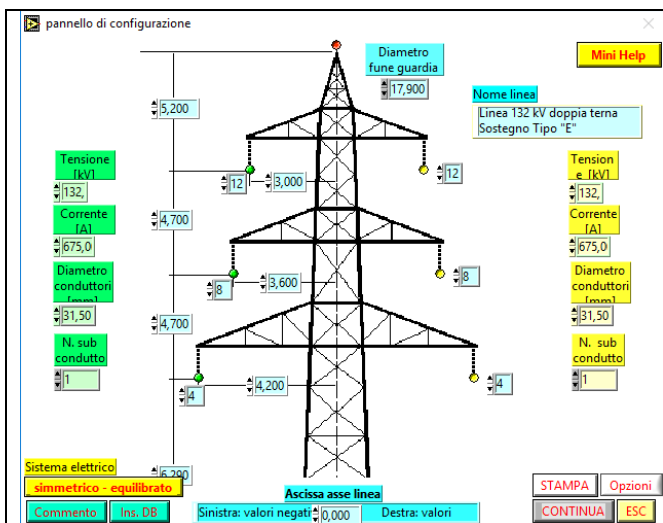 pannello di configurazione
Diametro
fune guardia
17,900
Mini Help
Nome linea
Linea 132 kV doppia terna
Sostegno Tipo "E"
5,200
Tensione
[kV]
132,
12
3,000
12
Tension
e [kV]
132,
Corrente
[A]
675,0
4,700
Corrente
[A]
675,0
Diametro
conduttori
[mm]
31,50
8
3,600
8
Diametro
conduttori
[mm]
31,50
4,700
N. sub
condutto
1
4
4,200
4
N. sub
condutto
1
Sistema elettrico
simmetrico - equilibrato
6,290
Ascissa asse linea
Sinistra: valori negati
0,000
Destra: valori
Commento
Ins. DB
STAMPA
Opzioni
CONTINUA
ESC